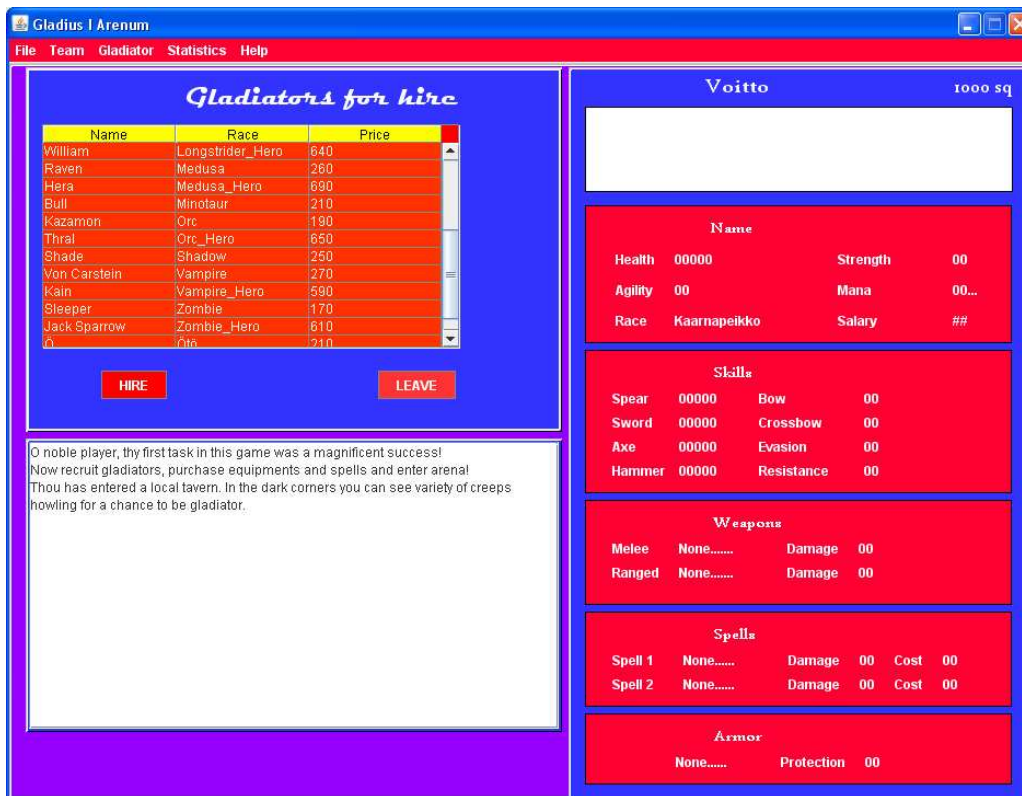 Gladius I Arenum
File Team Gladiator Statistics Help
Gladiators for hire
Name Race Price
William Longstrider_Hero 640
Raven Medusa 260
Hera Medusa_Hero 690
Bull Minotaur 210
Kazamon Orc 190
Thral Orc_Hero 650
Shade Shadow 250
Von Carstein Vampire 270
Kain Vampire_Hero 590
Sleeper Zombie 170
Jack Sparrow Zombie_Hero 610
Ö Ötö 210
HIRE LEAVE
O noble player, thy first task in this game was a magnificent success!
Now recruit gladiators, purchase equipments and spells and enter arena!
Thou has entered a local tavern. In the dark corners you can see variety of creeps
howling for a chance to be gladiator.
Voitto 1000 sq
Name
Health 00000 Strength 00
Agility 00 Mana 00...
Race Kaarnapeikko Salary ##
Skills
Spear 00000 Bow 00
Sword 00000 Crossbow 00
Axe 00000 Evasion 00
Hammer 00000 Resistance 00
Weapons
Melee None....... Damage 00
Ranged None....... Damage 00
Spells
Spell 1 None...... Damage 00 Cost 00
Spell 2 None...... Damage 00 Cost 00
Armor
None...... Protection 00